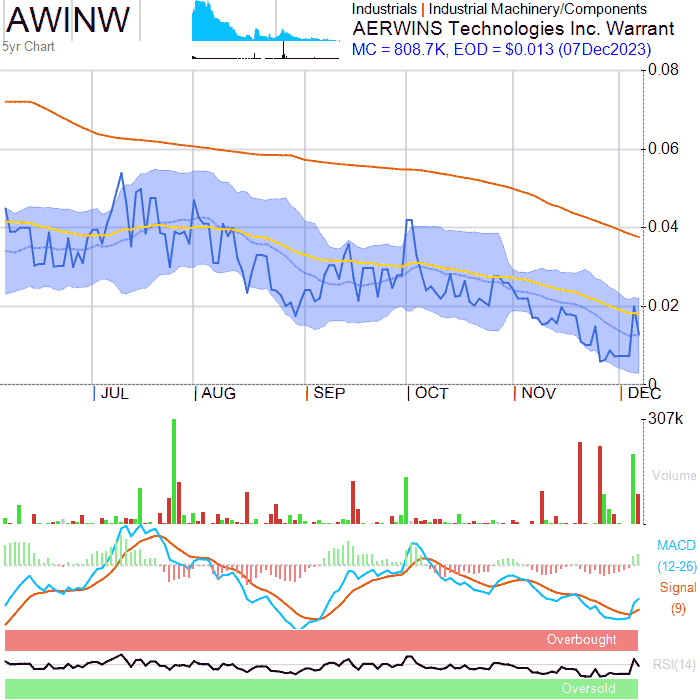 AWINW
5yr Chart
Industrials | Industrial Machinery/Components
AERWINS Technologies Inc. Warrant
MC = 808.7K, EOD = $0.013 (07Dec2023)
0.08
0.06
0.04
0.02
0
JUL
AUG
SEP
OCT
NOV
DEC
307k
Volume
MACD
(12-26)
Signal
(9)
Overbought
RSI(14)
Oversold